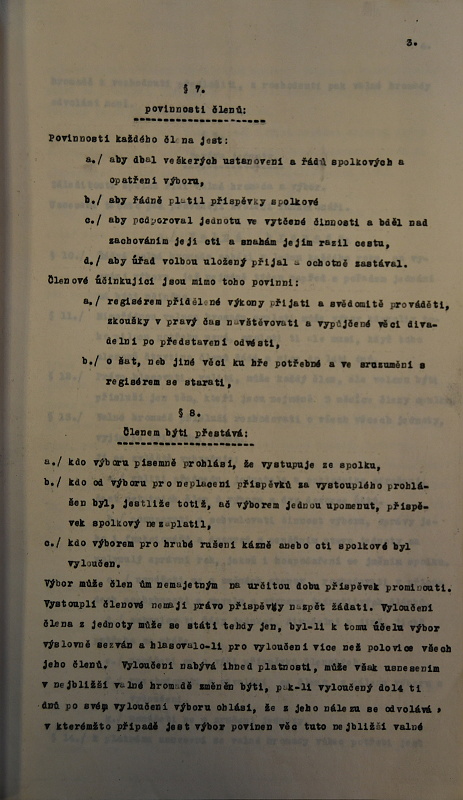 3.
§ 7.
povinnosti členů:
Povinností každého člena jest:
a./ aby dbal veškerých ustanovení a řádů spolkových a
opatření výboru,
b./ aby řádně platil příspěvky spolkové
c./ aby podporoval jednotu ve vytčené činnosti a bděl nad
zachováním její cti a snahám jejím razil cestu,
d./ aby úřad volbou uložený přijal a ochotně zastával.
Členové účinkující jsou mimo toho povinni:
a./ regisérem přidělené výkony přijati a svědomitě prováděti,
zkoušky v pravý čas navštěvovati a vypůjčené věci diva-
delní po představení odvésti,
b./ o šat, neb jiné věci ku hře potřebné a ve srozumění s
regisérem se starati,
§ 8.
Členem býti přestává:
a./ kdo výboru písemně prohlásí, že vystupuje ze spolku,
b./ kdo od výboru pro neplacení příspěvků za vystouplého prohlá-
šen byl, jestliže totiž, ač výborem jednou upomenut, příspě-
vek spolkový nezaplatil,
c./ kdo výborem pro hrubé rušení kázně anebo cti spolkové byl
vyloučen.
Výbor může člen ům nemajetným na určitou dobu příspěvek prominouti.
Vystouplí členové nemají právo příspěvky nazpět žádati. Vyloučení
člena z jednoty může se státi tehdy jen, byl-li k tomu účelu výbor
výslovně sezván a hlasovalo-li pro vyloučení více než polovice všech
jeho členů. Vyloučení nabývá ihned platnosti, může však usnesením
v nejbližší valné hromadě změněn býti, pak-li vyloučený do14 ti
dnů po svém vyloučení výboru ohlásí, že z jeho nálezu se odvolává,
v kterémžto případě jest výbor povinen věc tuto nejbližší valné